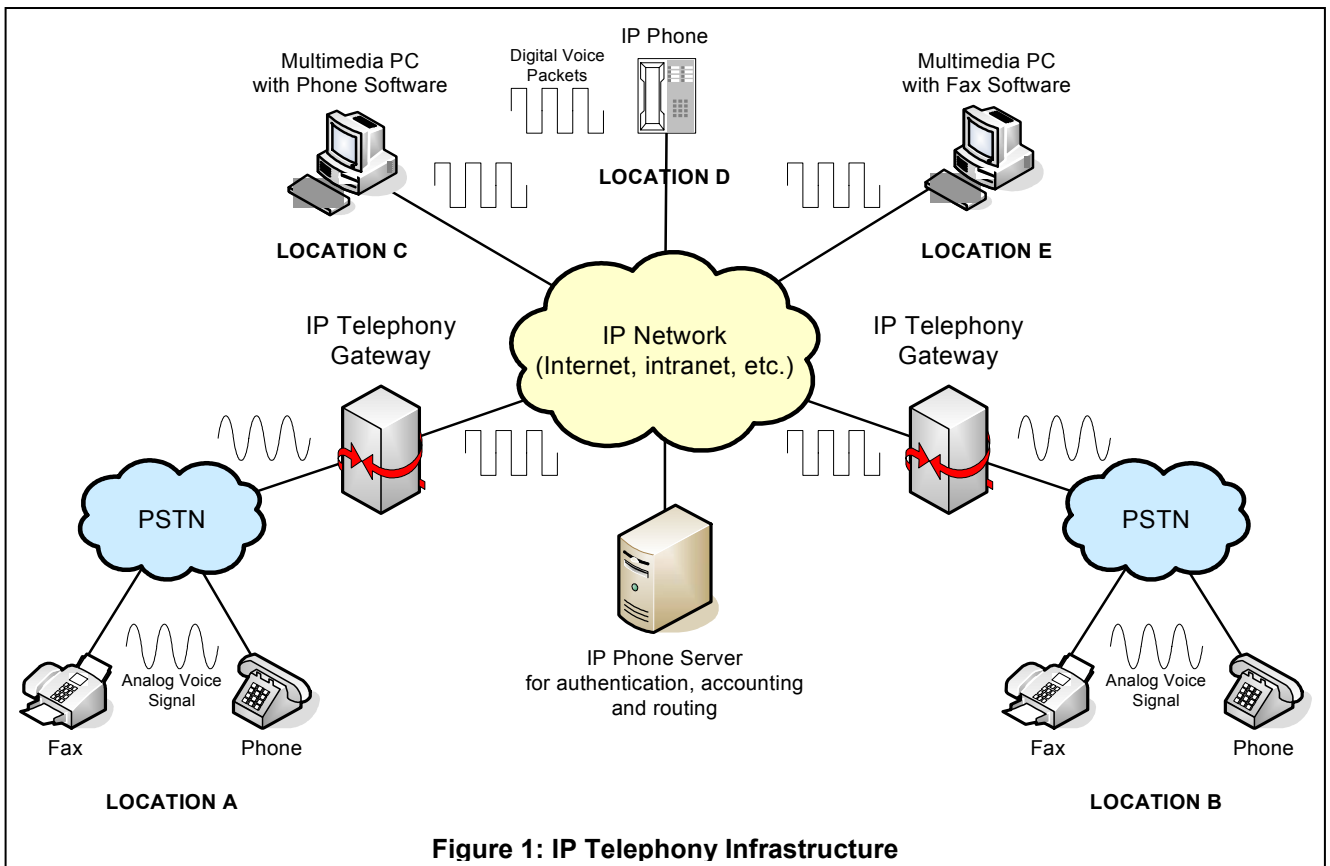 IP Phone
Multimedia PC
with Phone Software
Digital Voice
Packets
Multimedia PC
with Fax Software
LOCATION D
LOCATION C
LOCATION E
IP Telephony
Gateway
IP Network
(Internet, intranet, etc.)
IP Telephony
Gateway
PSTN
PSTN
Analog Voice
Signal
Fax
Phone
IP Phone Server
for authentication, accounting
and routing
Analog Voice
Signal
Fax
Phone
LOCATION A
LOCATION B
Figure 1: IP Telephony Infrastructure